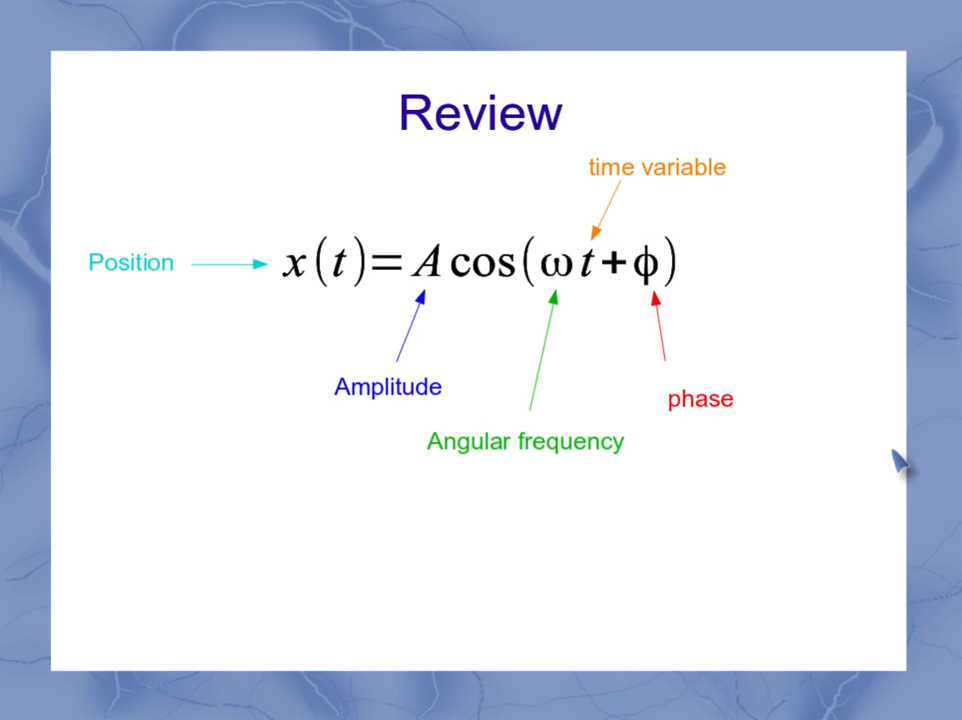 Review
time variable
Position
x(t)=A cos(ωt+ϕ)
Amplitude
phase
Angular frequency